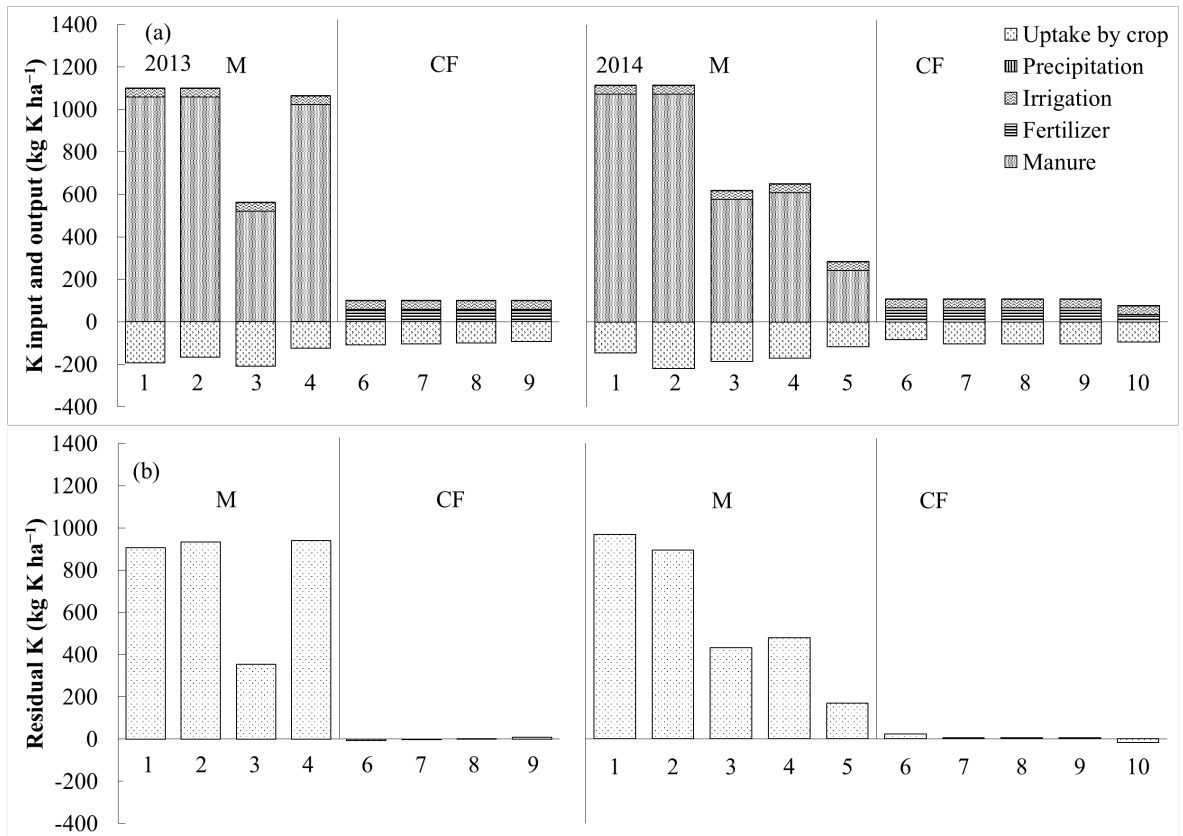 (a)
2013
M
CF
2014
M
CF
Uptake by crop
Precipitation
Irrigation
Fertilizer
Manure
K input and output (kg K ha⁻¹)
1400
1200
1000
800
600
400
200
0
-200
-400
1 2 3 4 6 7 8 9 1 2 3 4 5 6 7 8 9 10
(b)
M
CF
M
CF
Residual K (kg K ha⁻¹)
1400
1200
1000
800
600
400
200
0
-200
-400
1 2 3 4 6 7 8 9 1 2 3 4 5 6 7 8 9 10